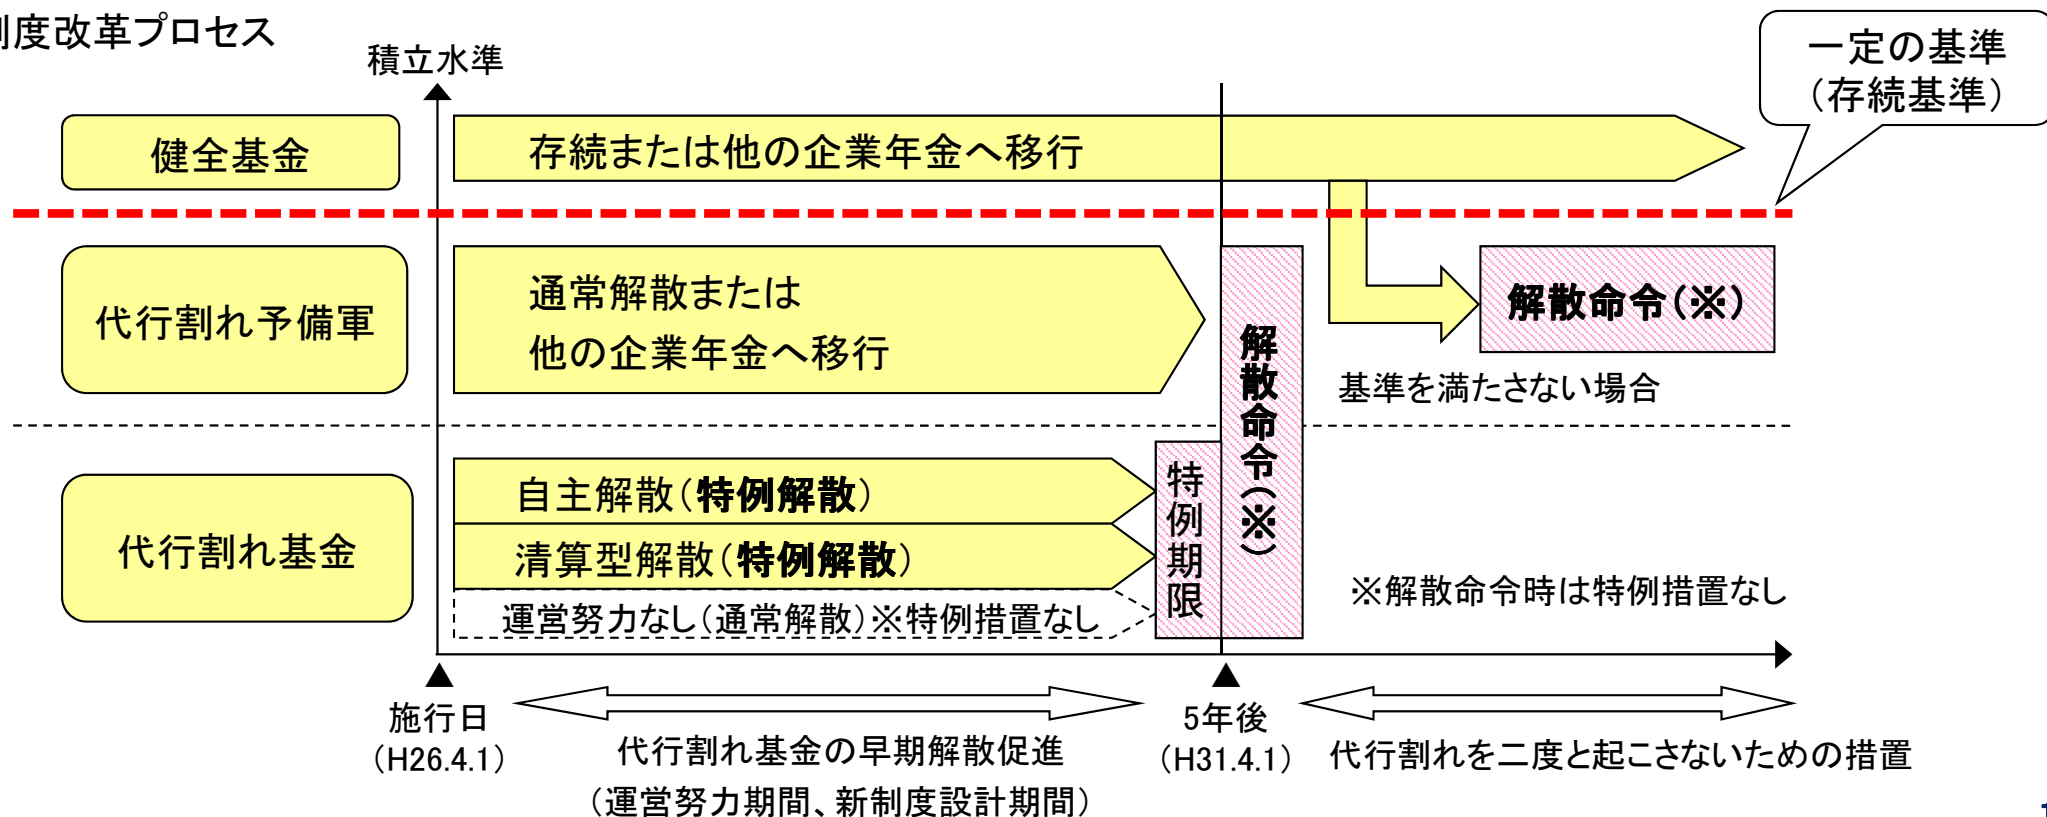 制度改革プロセス
積立水準
一定の基準
（存続基準）
健全基金
存続または他の企業年金へ移行
代行割れ予備軍
通常解散または
他の企業年金へ移行
解散命令（※）
解散命令（※）
基準を満たさない場合
代行割れ基金
自主解散（特例解散）
清算型解散（特例解散）
運営努力なし（通常解散）※特例措置なし
特例期限
※解散命令時は特例措置なし
施行日
（H26.4.1）
5年後
（H31.4.1）
代行割れ基金の早期解散促進
（運営努力期間、新制度設計期間）
代行割れを二度と起こさないための措置